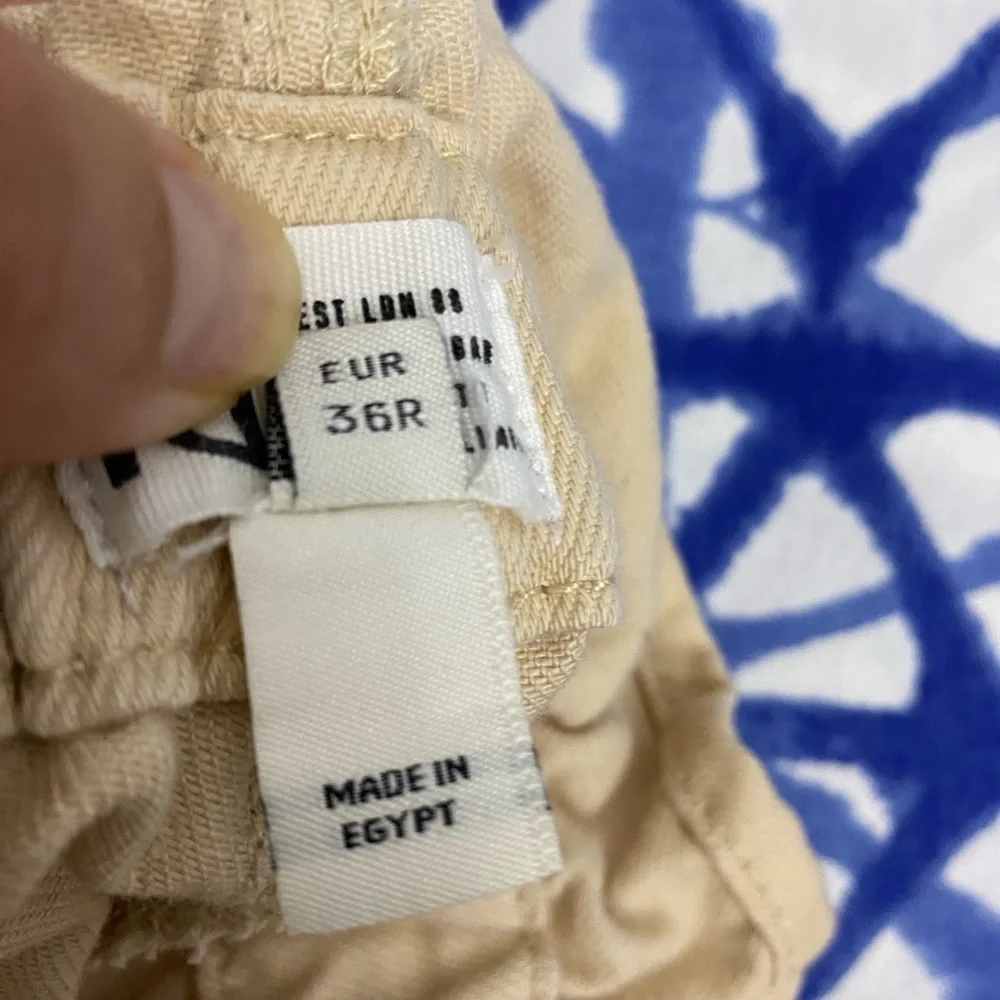 EST LDN 88
EUR
36R
MADE IN
EGYPT